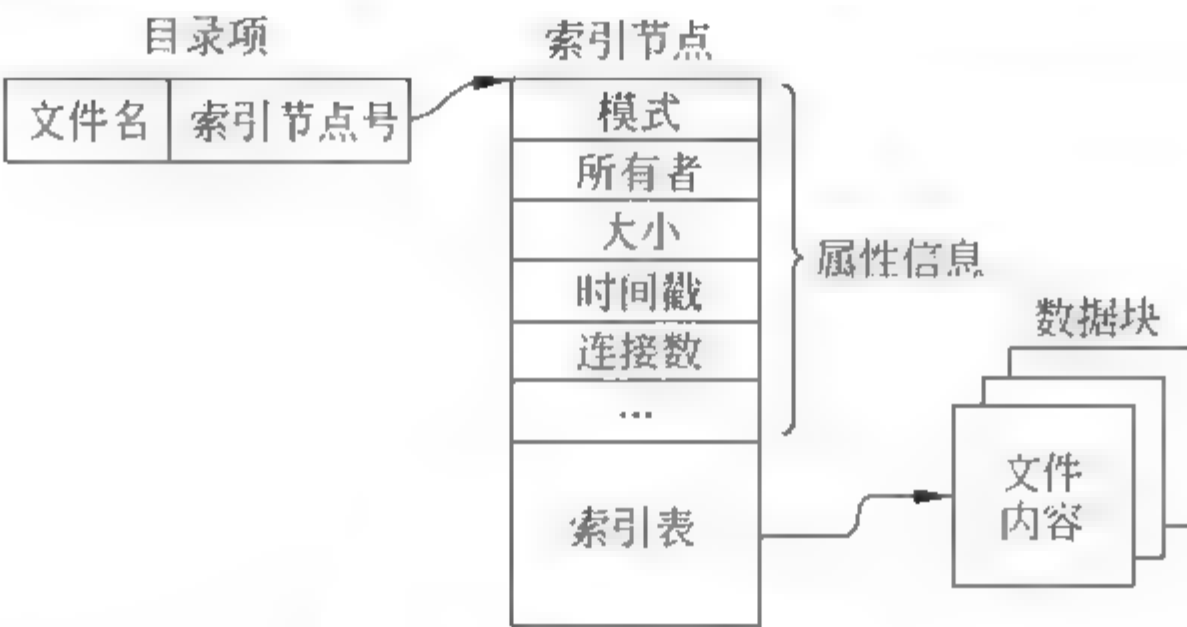 目录项
索引节点
文件名 索引节点号
模式
所有者
大小
时间戳
连接数
...
属性信息
索引表
数据块
文件
内容